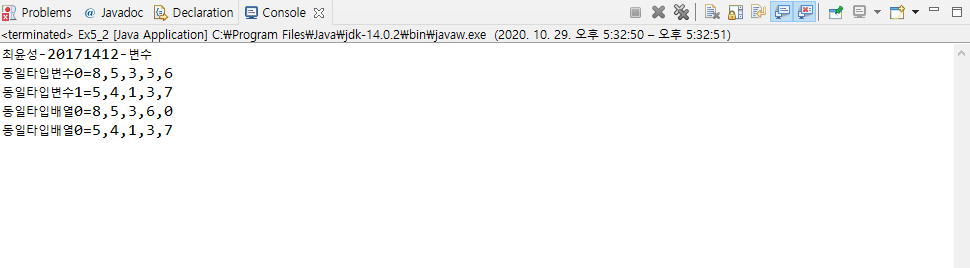 Problems @ Javadoc Declaration Console
<terminated> Ex5_2 [Java Application] C:₩Program Files₩Java₩jdk-14.0.2₩bin₩javaw.exe (2020. 10. 29. 오후 5:32:50 – 오후 5:32:51)
최윤성-20171412-변수
동일타입변수0=8,5,3,3,6
동일타입변수1=5,4,1,3,7
동일타입배열0=8,5,3,6,0
동일타입배열0=5,4,1,3,7